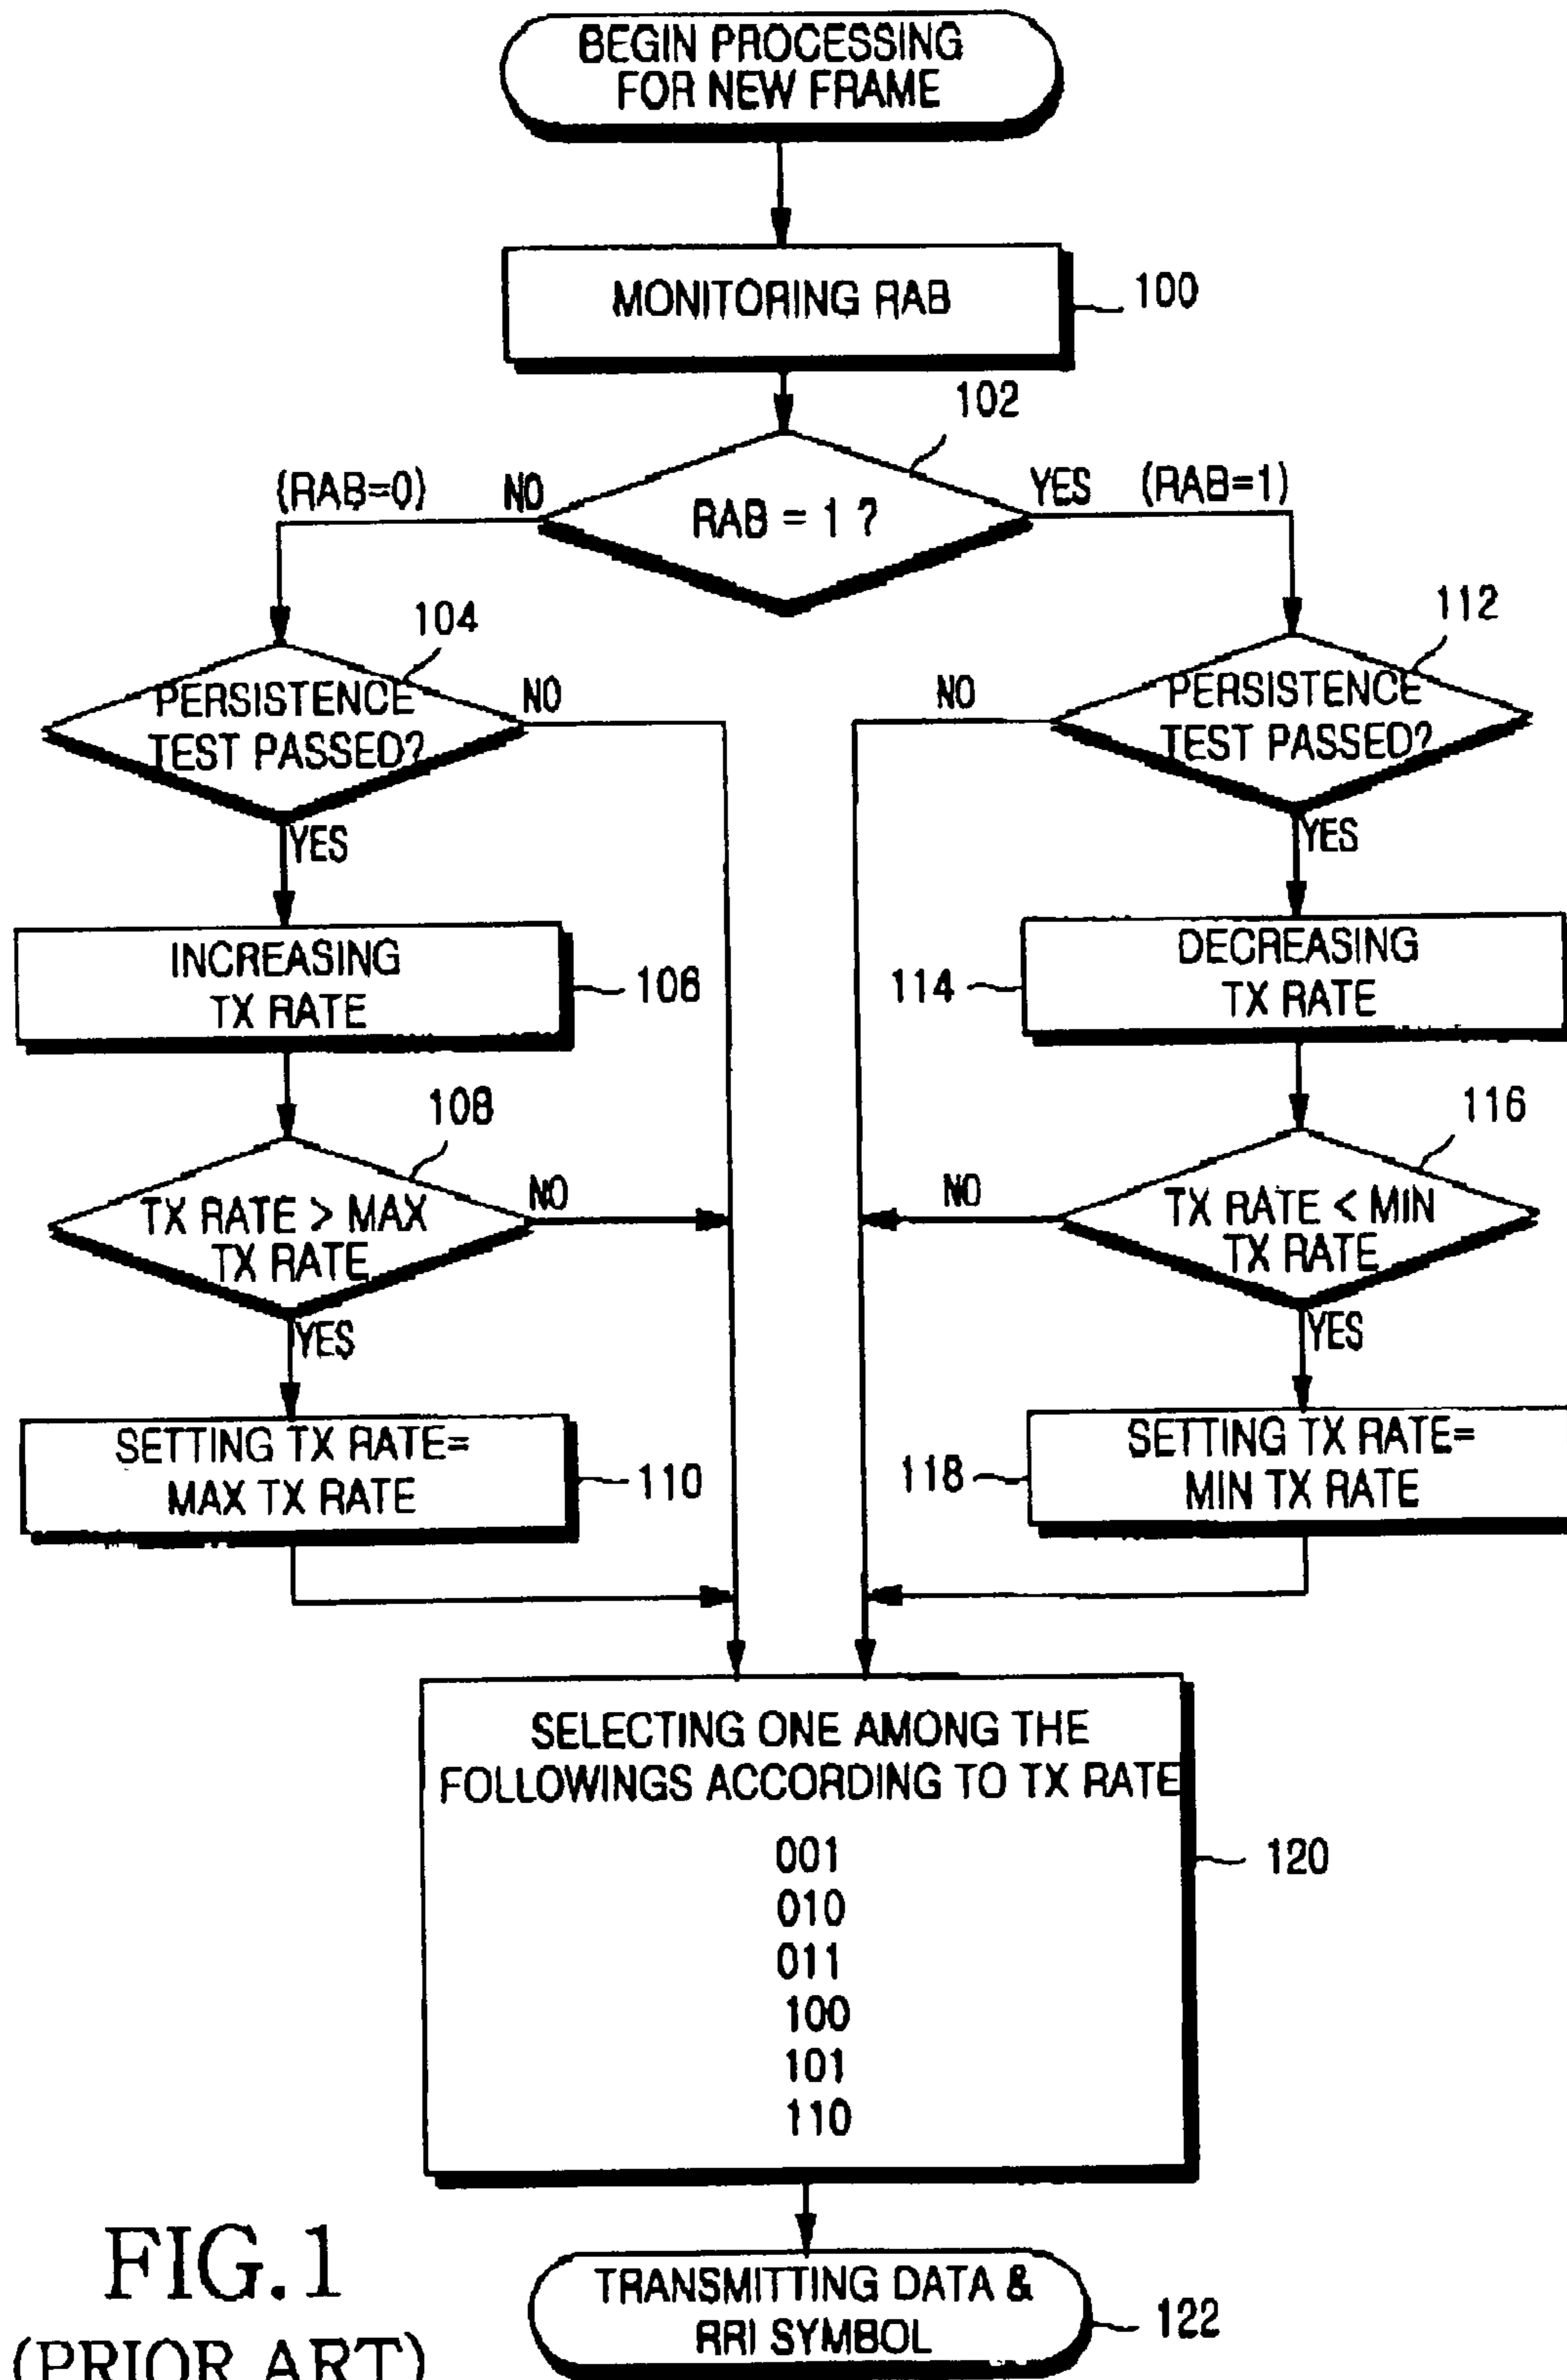 BEGIN PROCESSING
FOR NEW FRAME
MONITORING RAB
100
102
(RAB=0)
NO
RAB = 1 ?
YES
(RAB=1)
104
PERSISTENCE
TEST PASSED?
NO
YES
112
NO
PERSISTENCE
TEST PASSED?
YES
INCREASING
TX RATE
106
114
DECREASING
TX RATE
108
TX RATE > MAX
TX RATE
NO
YES
116
NO
TX RATE < MIN
TX RATE
YES
SETTING TX RATE=
MAX TX RATE
110
118
SETTING TX RATE=
MIN TX RATE
SELECTING ONE AMONG THE
FOLLOWINGS ACCORDING TO TX RATE
001
010
011
100
101
110
120
TRANSMITTING DATA &
RRI SYMBOL
122
FIG.1
(PRIOR ART)